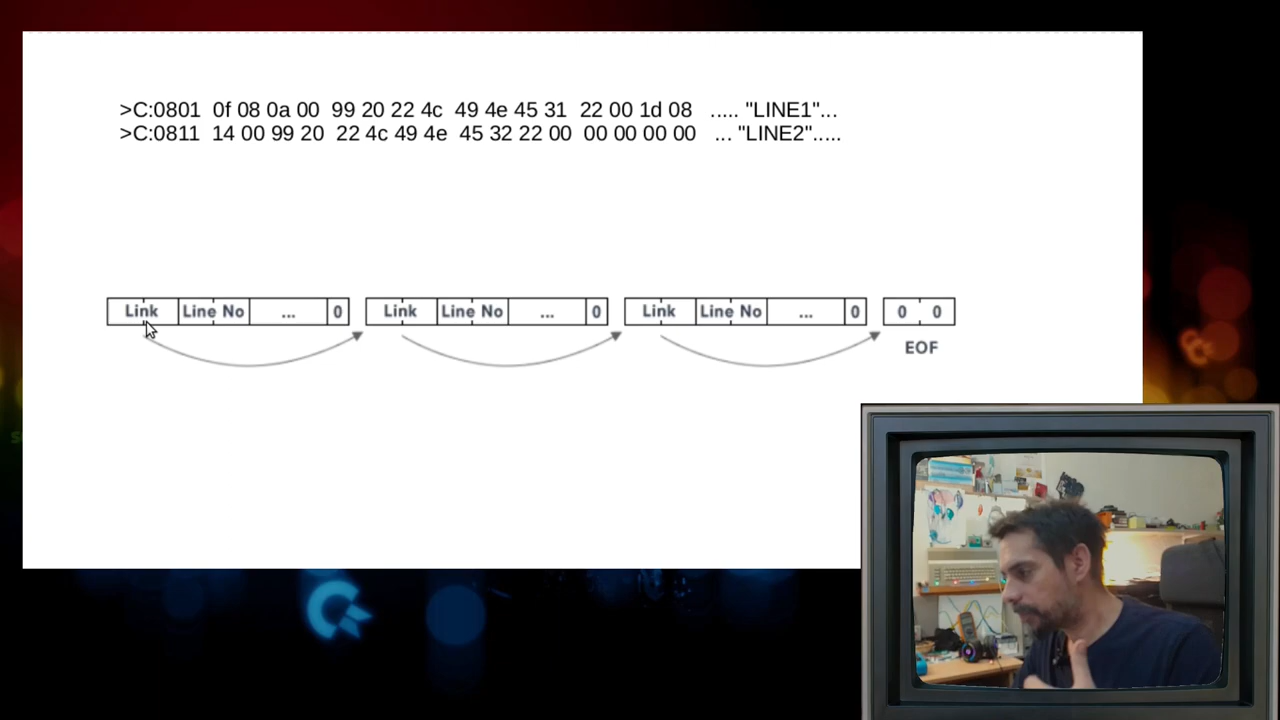 >C:0801  0f 08 0a 00  99 20 22 4c  49 4e 45 31  22 00 1d 08   ..... "LINE1"...
>C:0811  14 00 99 20  22 4c 49 4e  45 32 22 00  00 00 00 00   ... "LINE2".....
Link Line No ... 0 Link Line No ... 0 Link Line No ... 0 0 0
EOF